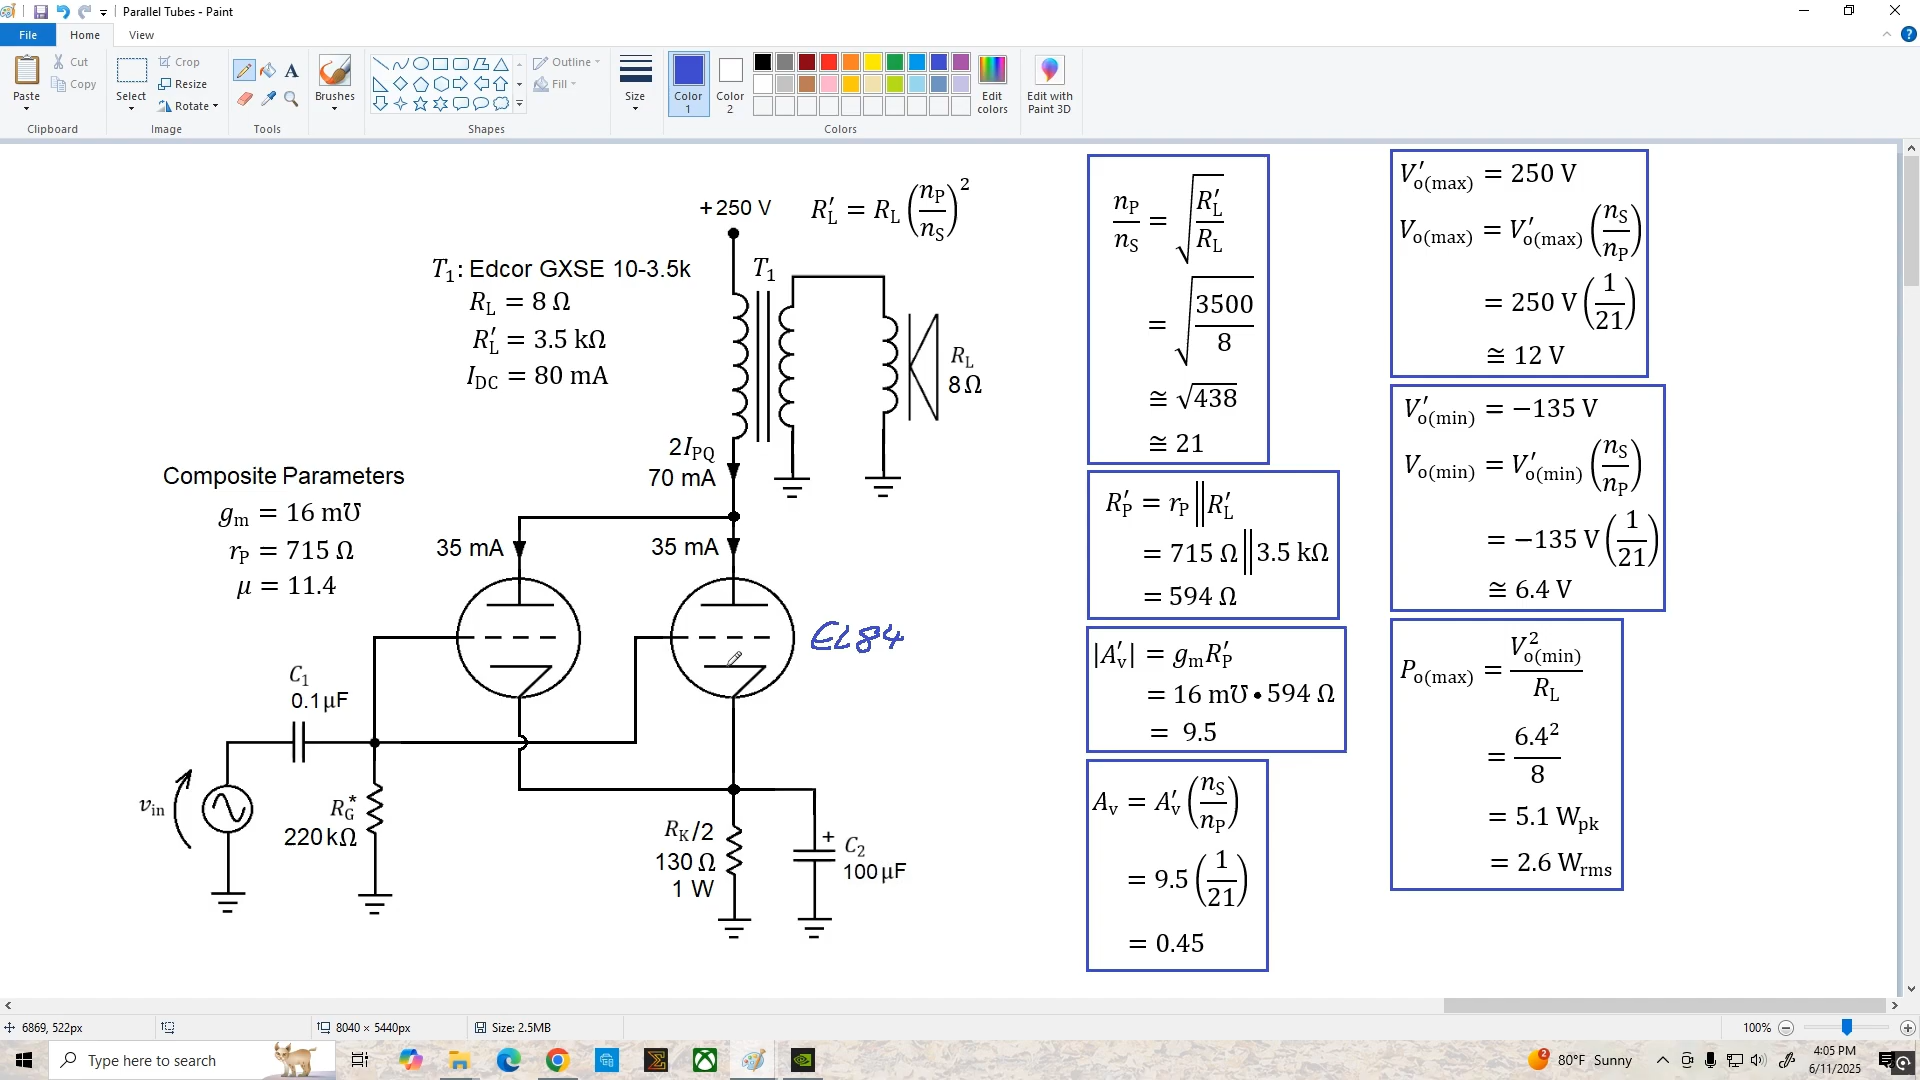 Parallel Tubes - Paint
File Home View
Paste
Cut
Copy
Clipboard
Select
Crop
Resize
Rotate
Image
Tools
Brushes
Shapes
Outline
Fill
Size
Color 1
Color 2
Edit colors
Colors
Edit with Paint 3D
+250 V
R′L = RL (nP/nS)²
T1: Edcor GXSE 10-3.5k
T1
RL = 8 Ω
R′L = 3.5 kΩ
IDC = 80 mA
RL
8 Ω
2IPQ
70 mA
Composite Parameters
gm = 16 m℧
rP = 715 Ω
μ = 11.4
35 mA
35 mA
EL84
C1
0.1 μF
vin
RG*
220 kΩ
RK/2
130 Ω
1 W
+
C2
100 μF
nP/nS = √(R′L/RL)
= √(3500/8)
≅ √438
≅ 21
R′P = rP‖R′L
= 715 Ω‖3.5 kΩ
= 594 Ω
|A′v| = gmR′P
= 16 m℧•594 Ω
= 9.5
Av = A′v (nS/nP)
= 9.5 (1/21)
= 0.45
V′o(max) = 250 V
Vo(max) = V′o(max) (nS/nP)
= 250 V (1/21)
≅ 12 V
V′o(min) = −135 V
Vo(min) = V′o(min) (nS/nP)
= −135 V (1/21)
≅ 6.4 V
Po(max) = V²o(min)/RL
= 6.4²/8
= 5.1 Wpk
= 2.6 Wrms
6869, 522px
8040 × 5440px
Size: 2.5MB
100%
Type here to search
2
80°F Sunny
4:05 PM
6/11/2025